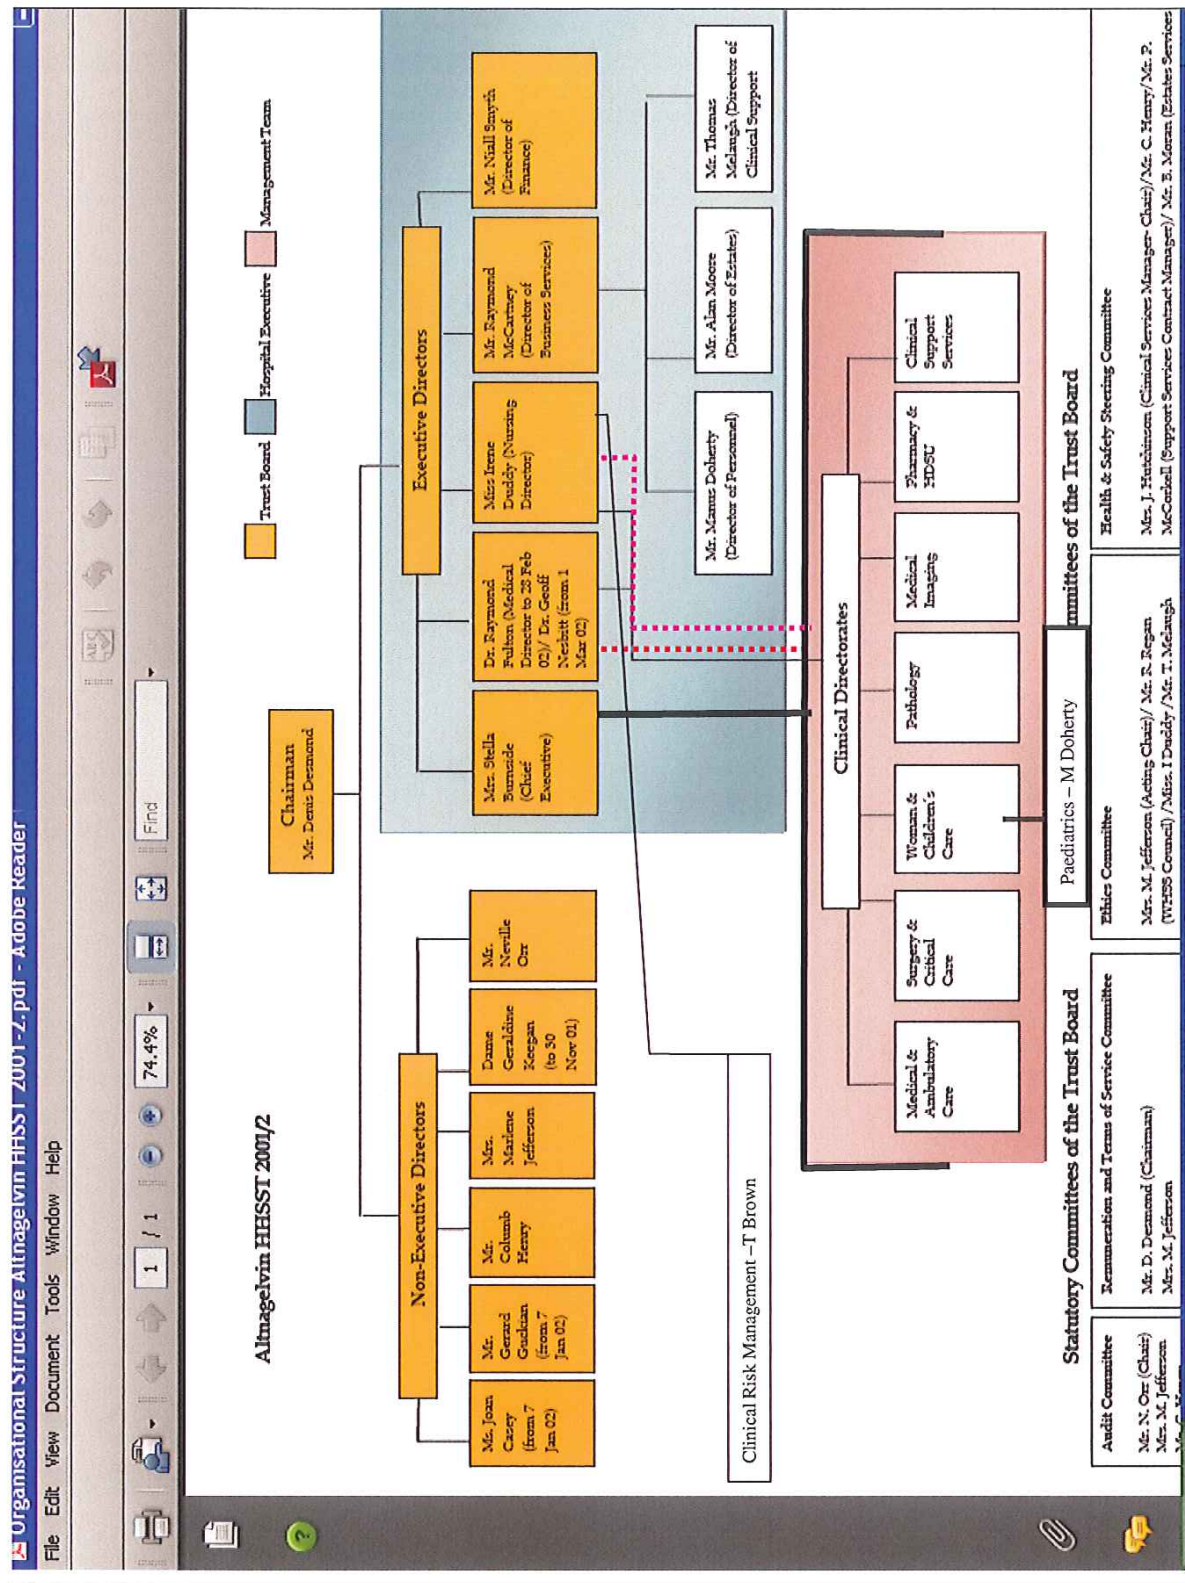 Organisational Structure Altnagelvin HHSST 2001-2.pdf - Adobe Reader
File Edit View Document Tools Window Help
1 / 1
74.4%
Find
Altnagelvin HHSST 2001/2
Trust Board
Hospital Executive
Management Team
Chairman
Mr. Denis Desmond
Non-Executive Directors
Executive Directors
Ms. Joan
Casey
(from 7
Jan 02)
Mr.
Gerard
Guckian
(from 7
Jan 02)
Mr.
Columb
Henry
Mrs.
Marlene
Jefferson
Dame
Geraldine
Keegan
(to 30
Nov 01)
Mr.
Neville
Orr
Mrs. Stella
Burnside
(Chief
Executive)
Dr. Raymond
Fulton (Medical
Director to 28 Feb
02)/ Dr. Geoff
Nesbitt (from 1
Mar 02)
Miss Irene
Duddy (Nursing
Director)
Mr. Raymond
McCartney
(Director of
Business Services)
Mr. Niall Smyth
(Director of
Finance)
Mr. Manus Doherty
(Director of Personnel)
Mr. Alan Moore
(Director of Estates)
Mr. Thomas
Melaugh (Director of
Clinical Support
Clinical Risk Management –T Brown
Clinical Directorates
Medical &
Ambulatory
Care
Surgery &
Critical
Care
Woman &
Children's
Care
Pathology
Medical
Imaging
Pharmacy &
HDSU
Clinical
Support
Services
Paediatrics – M Doherty
Statutory Committees of the Trust Board
mmittees of the Trust Board
Audit Committee
Mr. N. Orr (Chair)
Mrs. M. Jefferson
Remuneration and Terms of Service Committee
Mr. D. Desmond (Chairman)
Mrs. M. Jefferson
Ethics Committee
Mrs. M. Jefferson (Acting Chair)/ Mr. R. Regan
(WHSS Council) /Miss. I Duddy /Mr. T. Melaugh
Health & Safety Steering Committee
Mrs. J. Hutchinson (Clinical Services Manager- Chair)/Mr. C. Henry/Mr. P.
McCorkell (Support Services Contract Manager)/ Mr. B. Moran (Estates Services